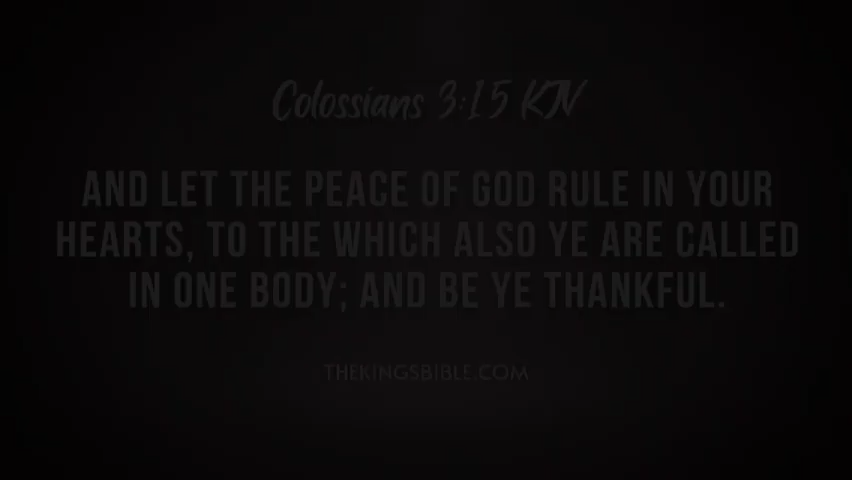 Colossians 3:15 KN
AND LET THE PEACE OF GOD RULE IN YOUR
HEARTS, TO THE WHICH ALSO YE ARE CALLED
IN ONE BODY; AND BE YE THANKFUL.
THEKINGSBIBLE.COM